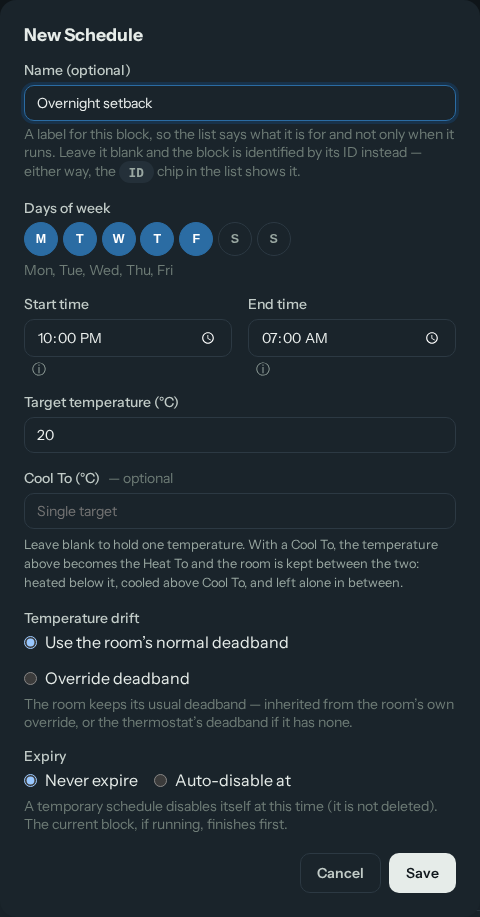 New Schedule
Name (optional)
Overnight setback
A label for this block, so the list says what it is for and not only when it
runs. Leave it blank and the block is identified by its ID instead —
either way, the ID chip in the list shows it.
Days of week
M T W T F S S
Mon, Tue, Wed, Thu, Fri
Start time End time
10:00 PM 07:00 AM
ⓘ ⓘ
Target temperature (°C)
20
Cool To (°C) — optional
Single target
Leave blank to hold one temperature. With a Cool To, the temperature
above becomes the Heat To and the room is kept between the two:
heated below it, cooled above Cool To, and left alone in between.
Temperature drift
Use the room's normal deadband
Override deadband
The room keeps its usual deadband — inherited from the room's own
override, or the thermostat's deadband if it has none.
Expiry
Never expire Auto-disable at
A temporary schedule disables itself at this time (it is not deleted).
The current block, if running, finishes first.
Cancel Save